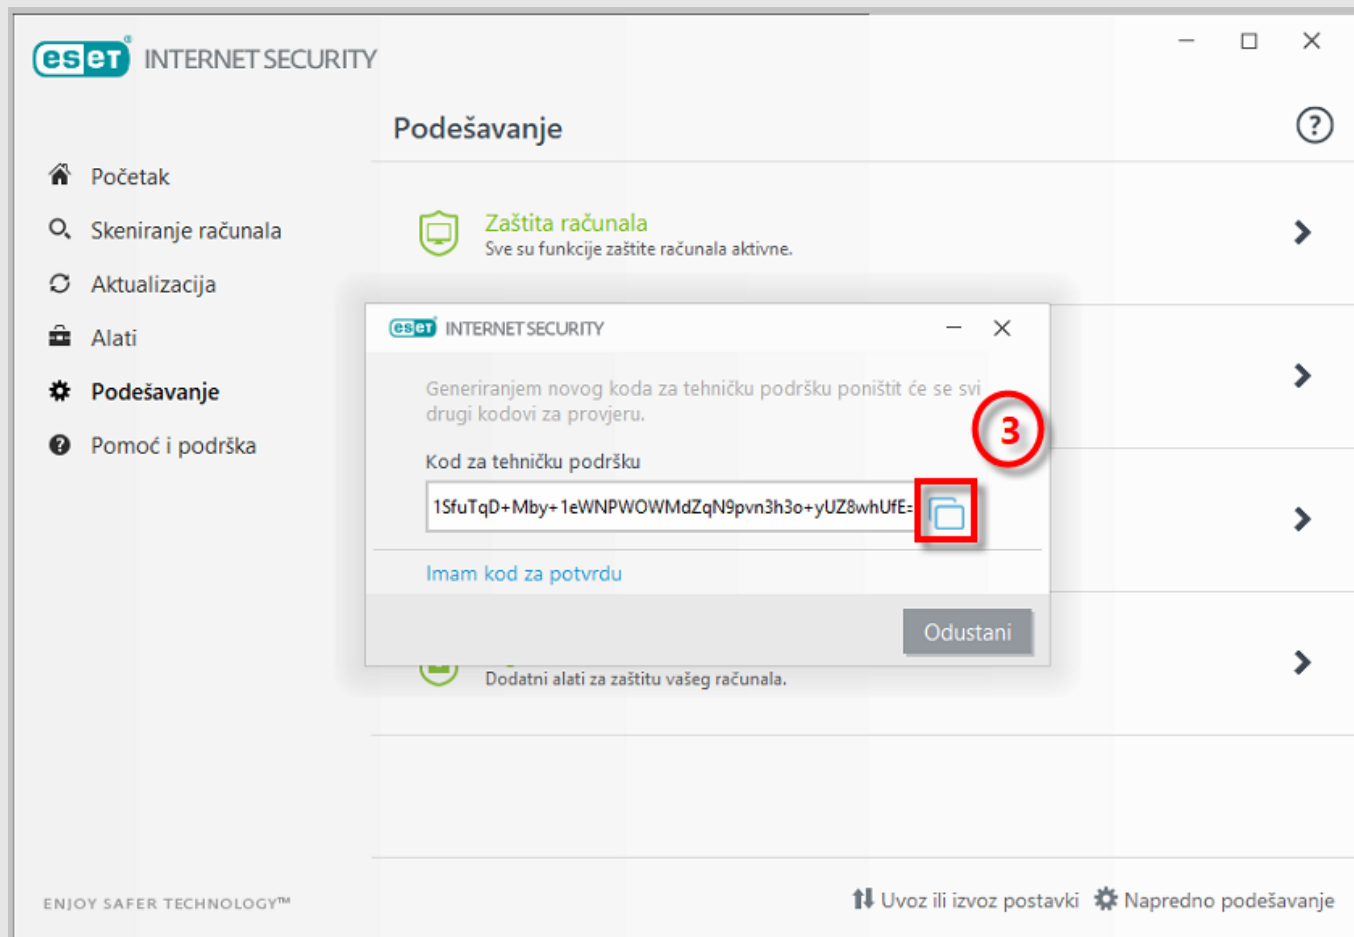 eseT® INTERNET SECURITY
Podešavanje
?
Početak
Skeniranje računala
Aktualizacija
Alati
Podešavanje
Pomoć i podrška
Zaštita računala
Sve su funkcije zaštite računala aktivne.
eseT INTERNET SECURITY
Generiranjem novog koda za tehničku podršku poništit će se svi
drugi kodovi za provjeru.
3
Kod za tehničku podršku
1SfuTqD+Mby+1eWNPWOWMdZqN9pvn3h3o+yUZ8whUfE=
Imam kod za potvrdu
Odustani
Dodatni alati za zaštitu vašeg računala.
ENJOY SAFER TECHNOLOGY™
Uvoz ili izvoz postavki Napredno podešavanje